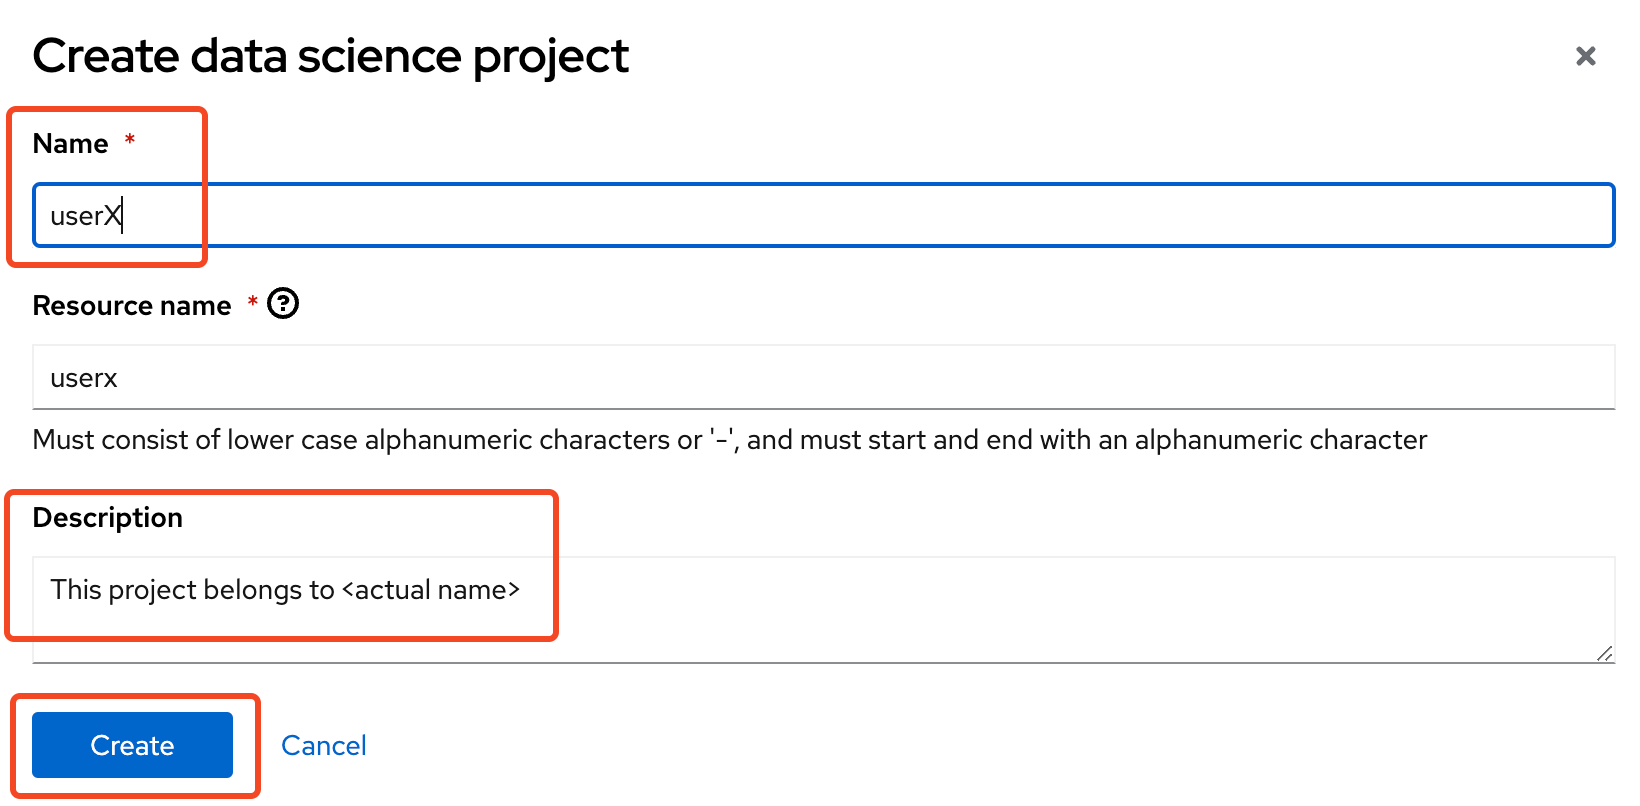 Create data science project
Name *
userX
Resource name *
userx
Must consist of lower case alphanumeric characters or '-', and must start and end with an alphanumeric character
Description
This project belongs to <actual name>
Create
Cancel